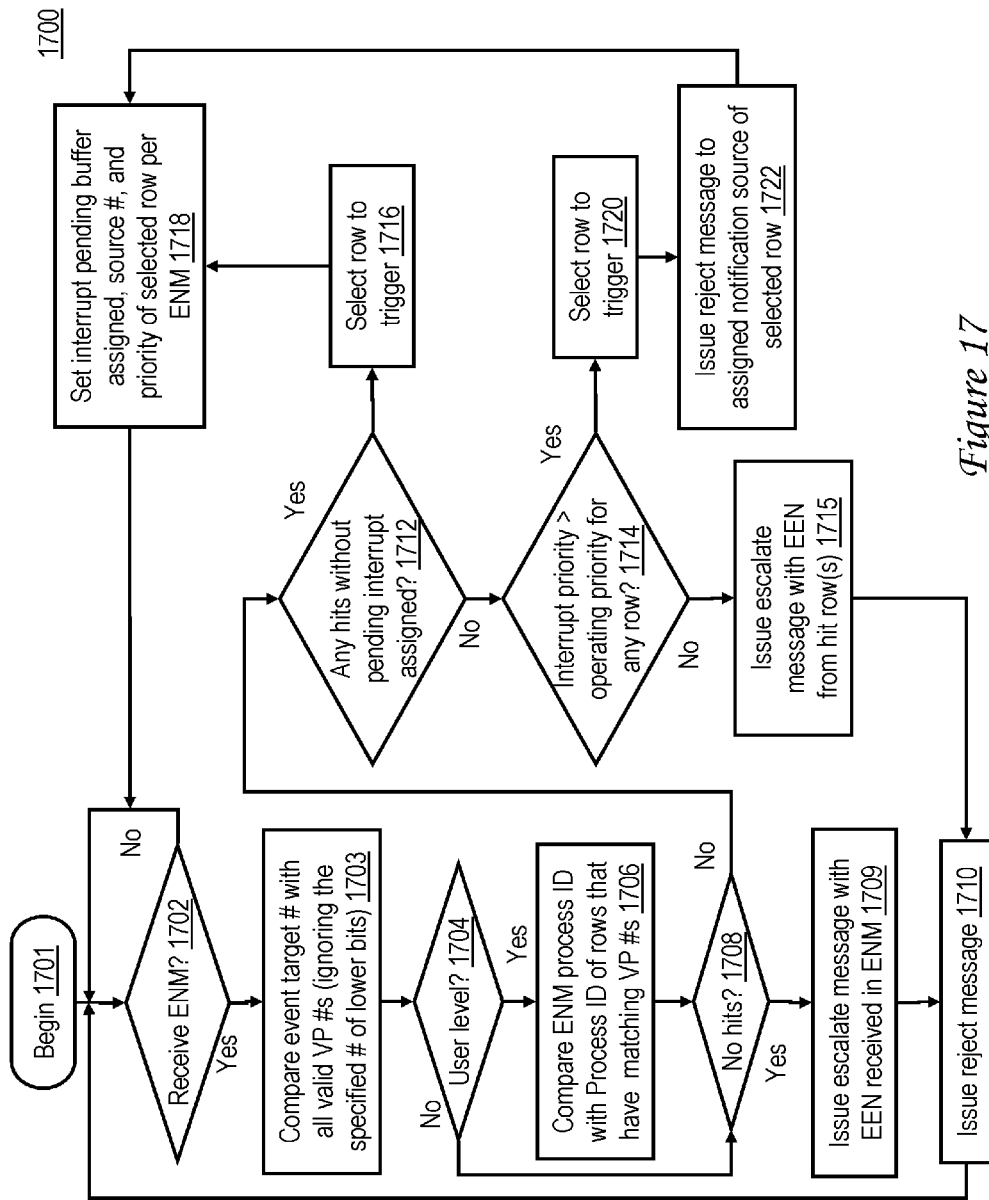 1700
Begin 1701
Receive ENM? 1702
No
Yes
Compare event target # with
all valid VP #s (ignoring the
specified # of lower bits) 1703
User level? 1704
No
Yes
Compare ENM process ID
with Process ID of rows that
have matching VP #s 1706
No hits? 1708
No
Yes
Issue escalate message with
EEN received in ENM 1709
Issue reject message 1710
Any hits without
pending interrupt
assigned? 1712
Yes
No
Interrupt priority >
operating priority for
any row? 1714
Yes
No
Issue escalate
message with EEN
from hit row(s) 1715
Select row to
trigger 1716
Set interrupt pending buffer
assigned, source #, and
priority of selected row per
ENM 1718
Select row to
trigger 1720
Issue reject message to
assigned notification source of
selected row 1722
Figure 17